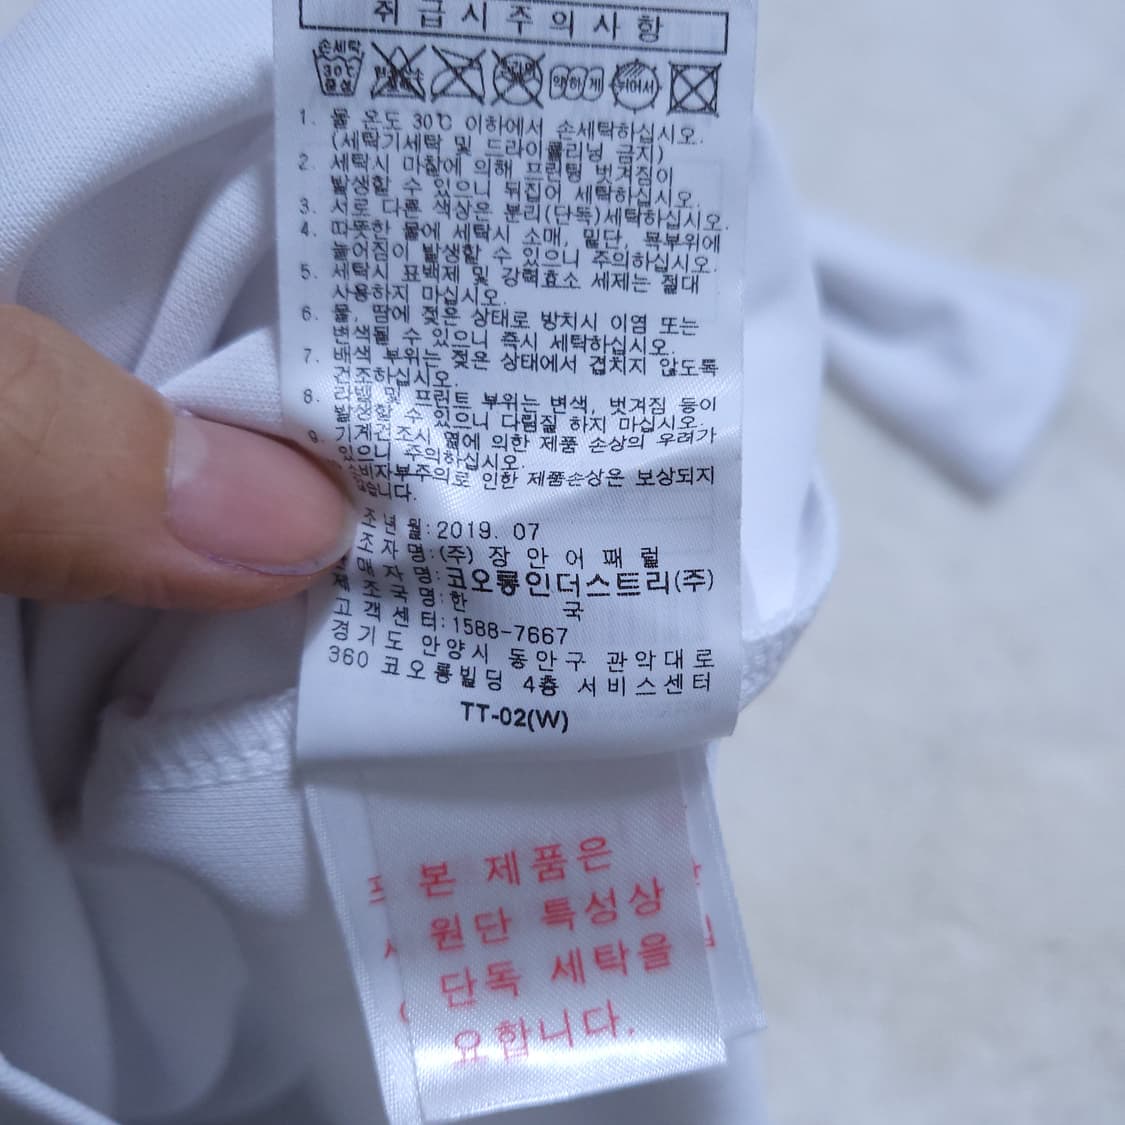 취급시주의사항
손세탁
30℃
중성
약하게
뉘어서
1. 물 온도 30℃ 이하에서 손세탁하십시오.
(세탁기세탁 및 드라이클리닝 금지)
2. 세탁시 마찰에 의해 프린팅 벗겨짐이
발생할 수 있으니 뒤집어 세탁하십시오.
3. 서로 다른 색상은 분리(단독)세탁하십시오.
4. 따뜻한 물에 세탁시 소매, 밑단, 목부위에
늘어짐이 발생할 수 있으니 주의하십시오.
5. 세탁시 표백제 및 강력효소 세제는 절대
사용하지 마십시오.
6. 물, 땀에 젖은 상태로 방치시 이염 또는
변색될 수 있으니 즉시 세탁하십시오.
7. 배색 부위는 젖은 상태에서 겹치지 않도록
건조하십시오.
8. 라벨 및 프린트 부위는 변색, 벗겨짐 등이
발생할 수 있으니 다림질 하지 마십시오.
9. 기계건조시 열에 의한 제품 손상의 우려가
있으니 주의하십시오.
소비자부주의로 인한 제품손상은 보상되지
않습니다.
제조년월:2019. 07
제조자명:(주) 장안어패럴
판매자명:코오롱인더스트리(주)
제조국명:한 국
고객센터:1588-7667
경기도 안양시 동안구 관악대로
360 코오롱빌딩 4층 서비스센터
TT-02(W)
본 제품은
원단 특성상
단독 세탁을
요합니다.